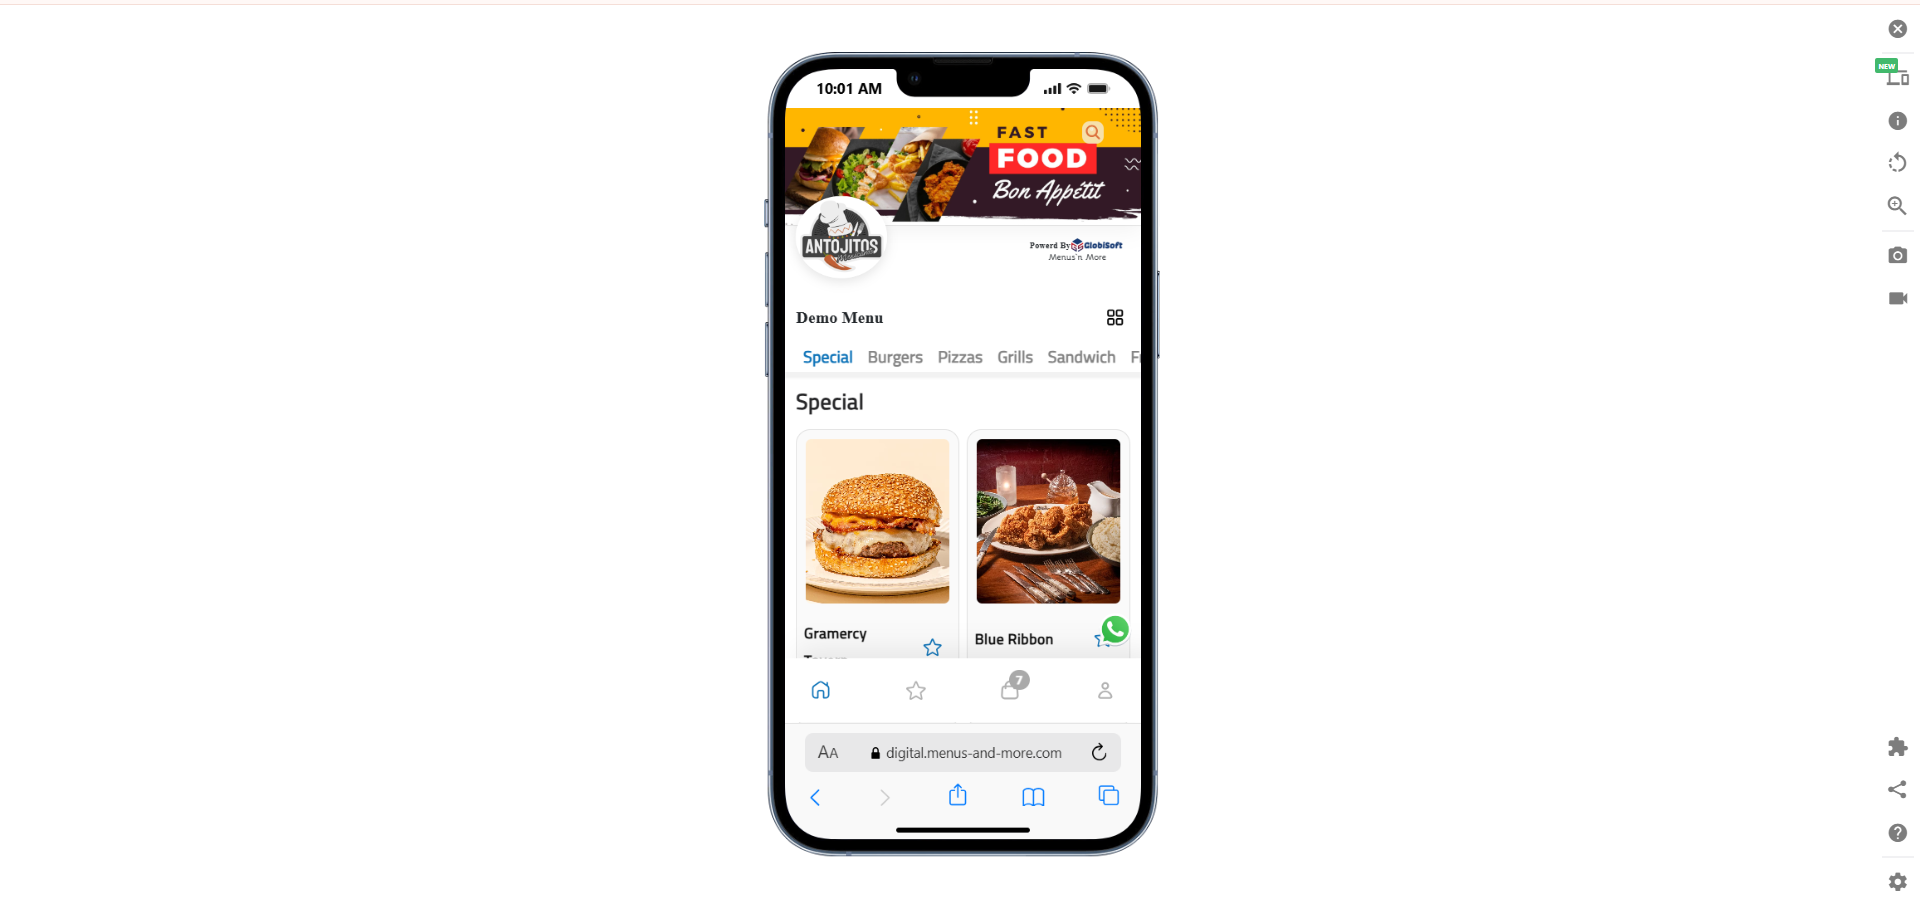 10:01 AM
FAST
FOOD
Bon Appétit
ANTOJITOS
Powerd By GlobiSoft
Menus'n More
Demo Menu
Special Burgers Pizzas Grills Sandwich Fr
Special
Gramercy
Blue Ribbon
7
AA digital.menus-and-more.com
NEW